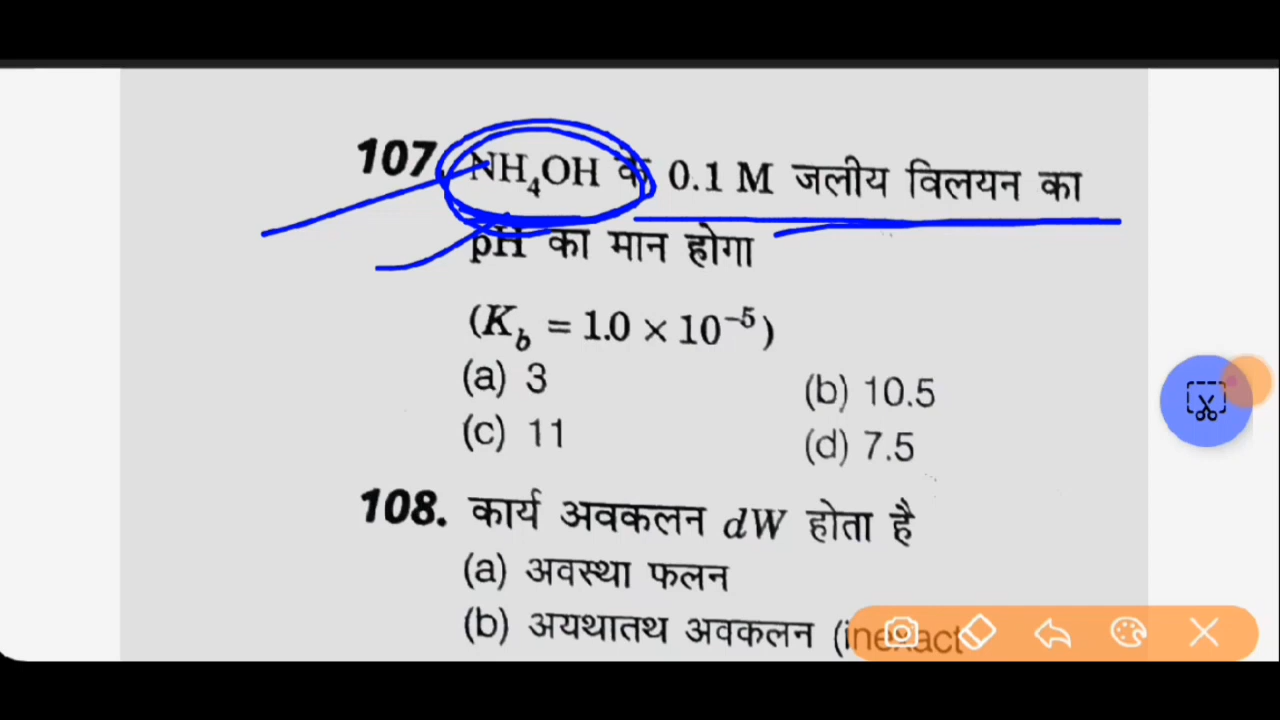 107. NH₄OH के 0.1 M जलीय विलयन का
pH का मान होगा
(K_b = 1.0 × 10⁻⁵)
(a) 3 (b) 10.5
(c) 11 (d) 7.5
108. कार्य अवकलन dW होता है
(a) अवस्था फलन
(b) अयथातथ अवकलन (inexact